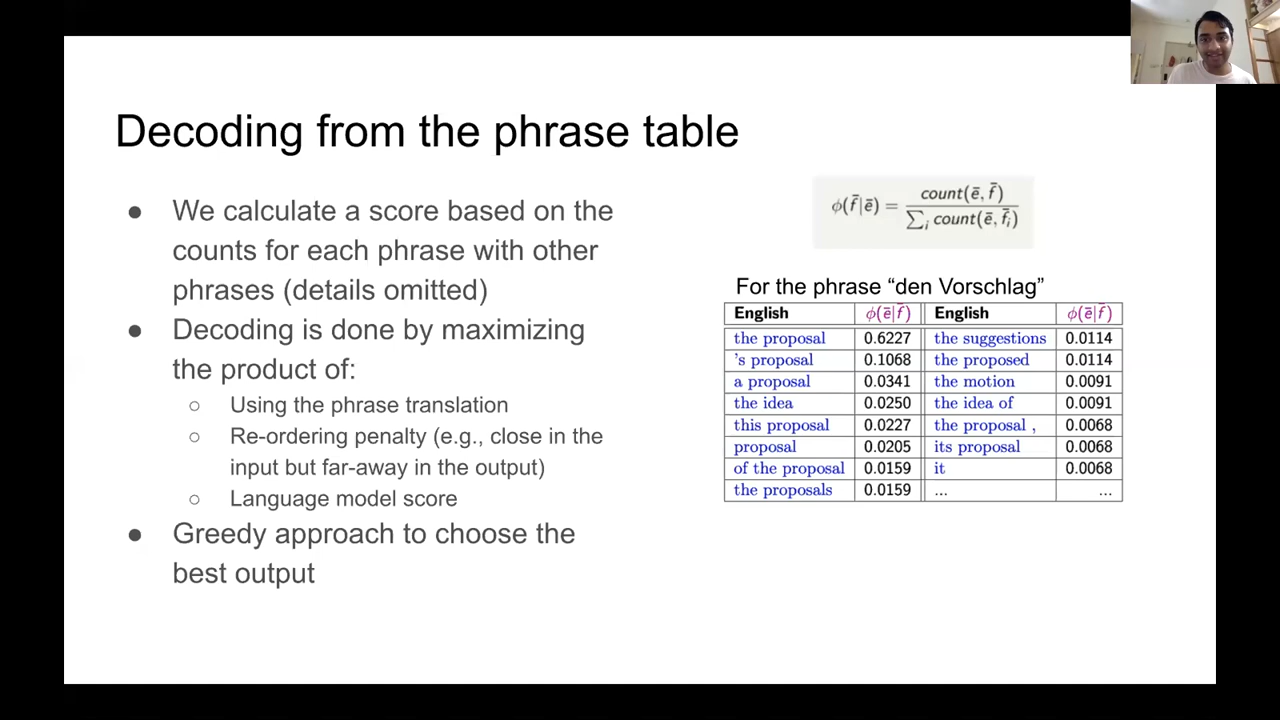 Decoding from the phrase table
● We calculate a score based on the
counts for each phrase with other
phrases (details omitted)
● Decoding is done by maximizing
the product of:
○ Using the phrase translation
○ Re-ordering penalty (e.g., close in the
input but far-away in the output)
○ Language model score
● Greedy approach to choose the
best output
ϕ(f̄|ē) = count(ē, f̄) / ∑ᵢ count(ē, f̄ᵢ)
For the phrase “den Vorschlag”
English ϕ(ē|f̄) English ϕ(ē|f̄)
the proposal 0.6227 the suggestions 0.0114
's proposal 0.1068 the proposed 0.0114
a proposal 0.0341 the motion 0.0091
the idea 0.0250 the idea of 0.0091
this proposal 0.0227 the proposal , 0.0068
proposal 0.0205 its proposal 0.0068
of the proposal 0.0159 it 0.0068
the proposals 0.0159 ... ...